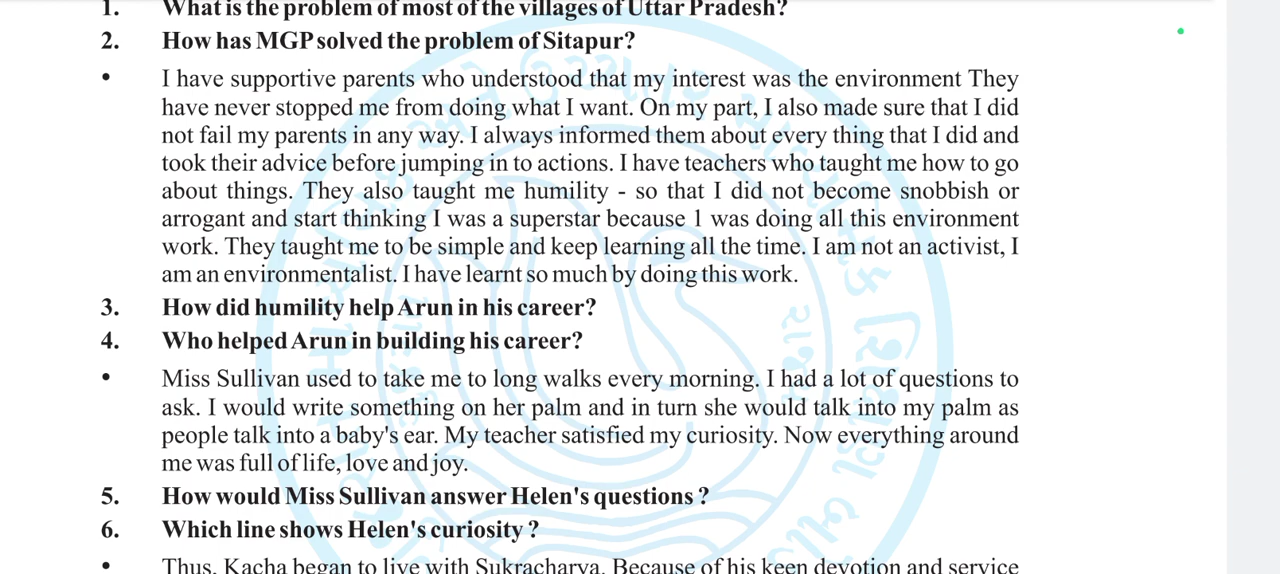 1. What is the problem of most of the villages of Uttar Pradesh?
2. How has MGP solved the problem of Sitapur?
• I have supportive parents who understood that my interest was the environment They
have never stopped me from doing what I want. On my part, I also made sure that I did
not fail my parents in any way. I always informed them about every thing that I did and
took their advice before jumping in to actions. I have teachers who taught me how to go
about things. They also taught me humility - so that I did not become snobbish or
arrogant and start thinking I was a superstar because 1 was doing all this environment
work. They taught me to be simple and keep learning all the time. I am not an activist, I
am an environmentalist. I have learnt so much by doing this work.
3. How did humility help Arun in his career?
4. Who helped Arun in building his career?
• Miss Sullivan used to take me to long walks every morning. I had a lot of questions to
ask. I would write something on her palm and in turn she would talk into my palm as
people talk into a baby's ear. My teacher satisfied my curiosity. Now everything around
me was full of life, love and joy.
5. How would Miss Sullivan answer Helen's questions ?
6. Which line shows Helen's curiosity ?
• Thus, Kacha began to live with Sukracharya. Because of his keen devotion and service